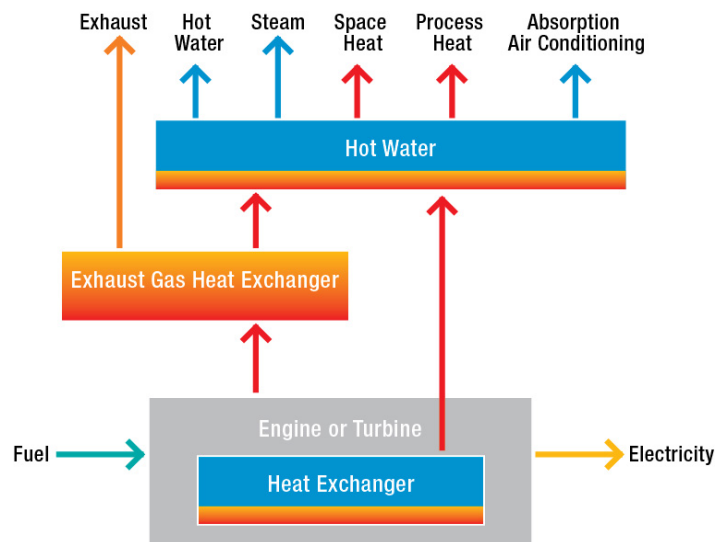 Exhaust
Hot
Water
Steam
Space
Heat
Process
Heat
Absorption
Air Conditioning
Hot Water
Exhaust Gas Heat Exchanger
Engine or Turbine
Fuel
Electricity
Heat Exchanger